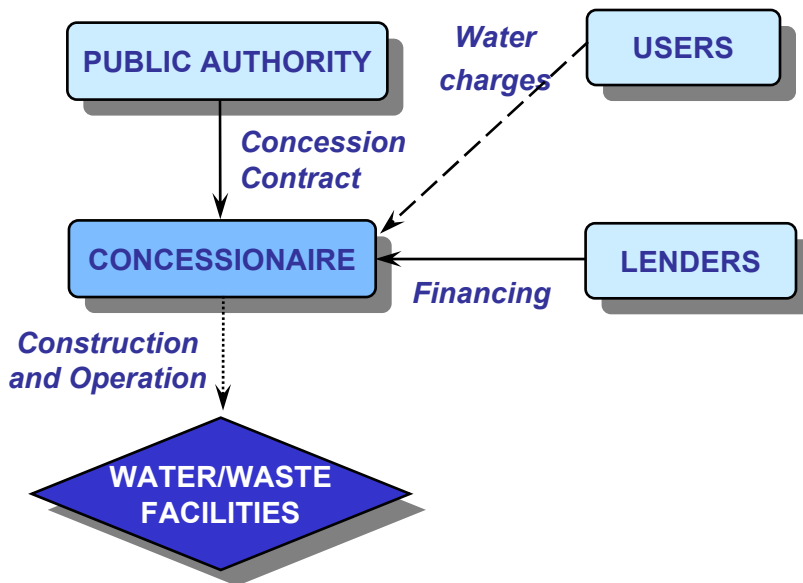 PUBLIC AUTHORITY
Water
charges
USERS
Concession
Contract
CONCESSIONAIRE
Financing
LENDERS
Construction
and Operation
WATER/WASTE
FACILITIES